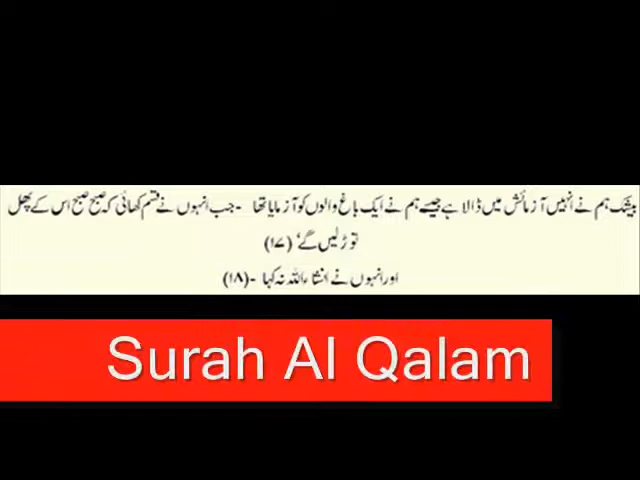 بیشک ہم نے انہیں آزمائش میں ڈالا ہے جیسے ہم نے ایک باغ والوں کو آزمایا تھا - جب انہوں نے قسم کھائی کہ صبح صبح اس کے پھل
توڑ لیں گے' (۱۷)
اور انہوں نے انشاء اللہ نہ کہا - (۱۸)
Surah Al Qalam